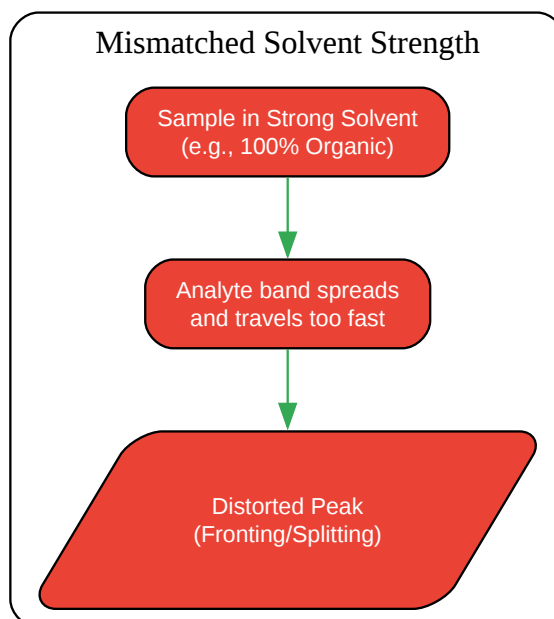 Mismatched Solvent Strength
Sample in Strong Solvent
(e.g., 100% Organic)
Analyte band spreads
and travels too fast
Distorted Peak
(Fronting/Splitting)